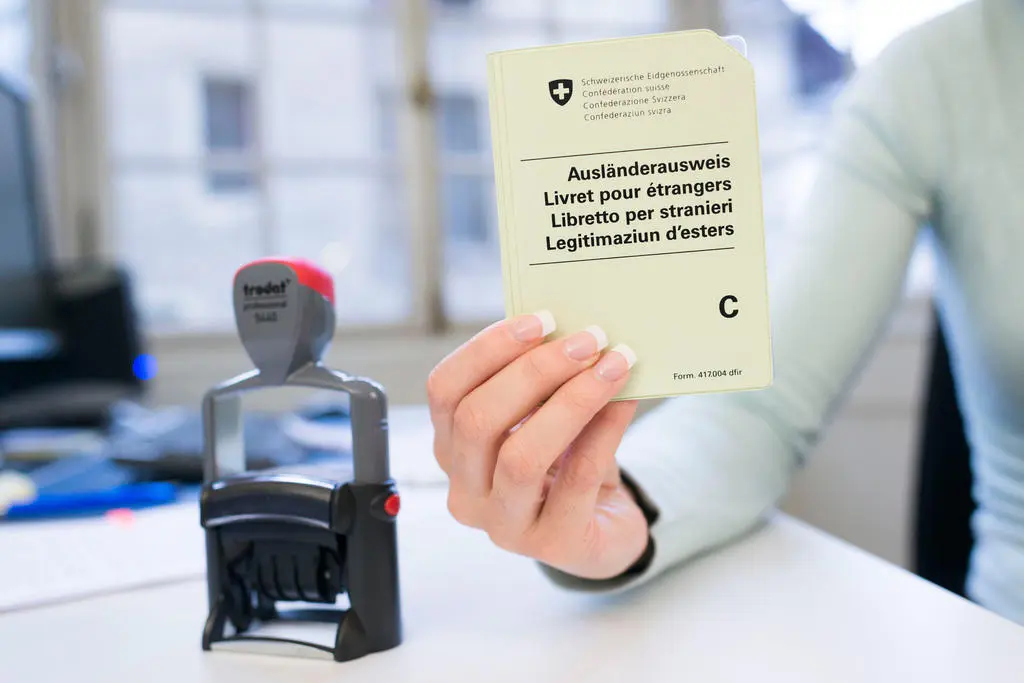 Schweizerische Eidgenossenschaft
Confédération suisse
Confederazione Svizzera
Confederaziun svizra
Ausländerausweis
Livret pour étrangers
Libretto per stranieri
Legitimaziun d'esters
C
Form. 417.004 dfir
trodat
professional